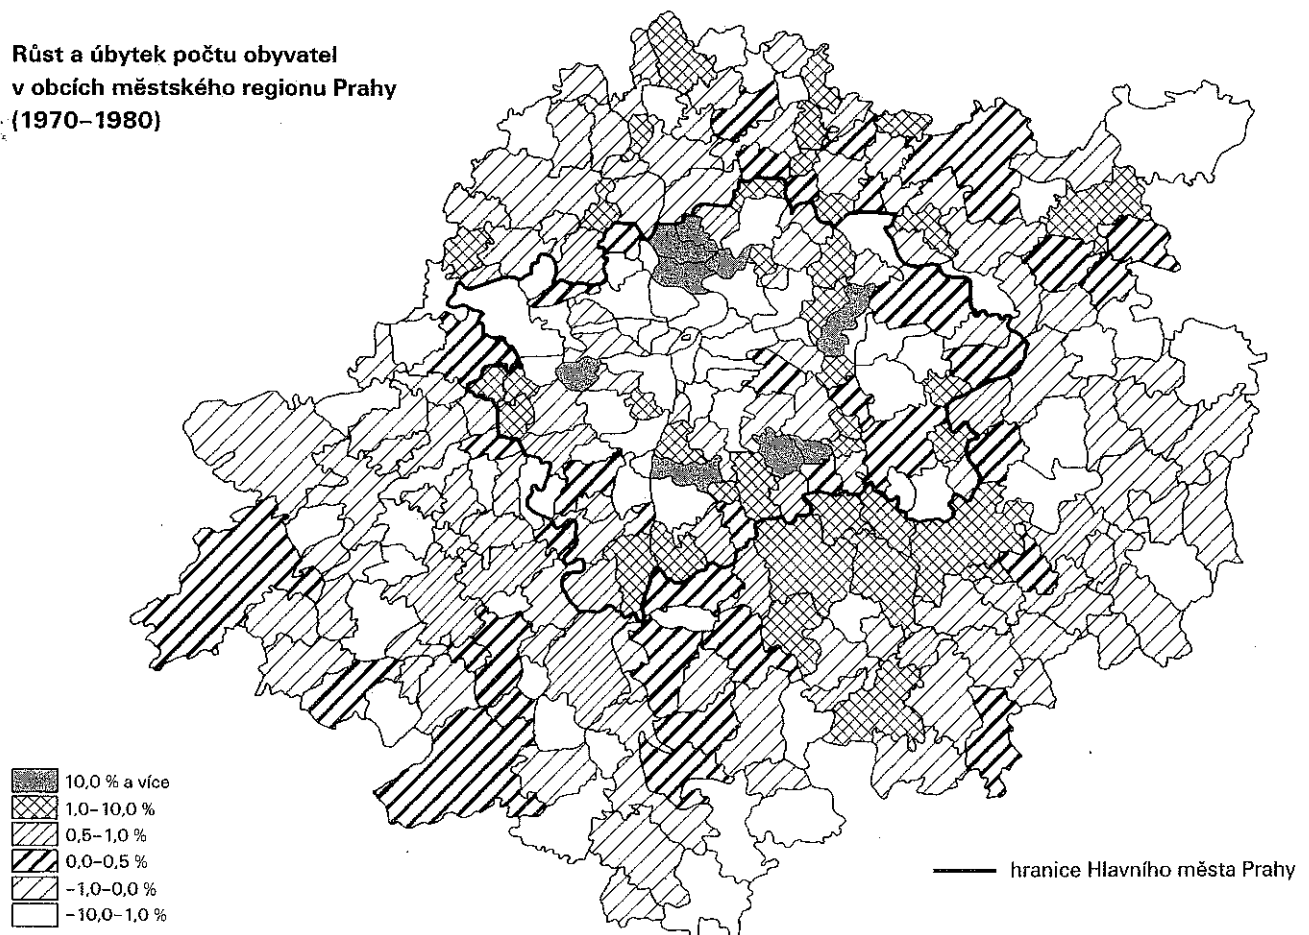 Růst a úbytek počtu obyvatel
v obcích městského regionu Prahy
(1970–1980)
10,0 % a více
1,0–10,0 %
0,5–1,0 %
0,0–0,5 %
–1,0–0,0 %
–10,0–1,0 %
hranice Hlavního města Prahy